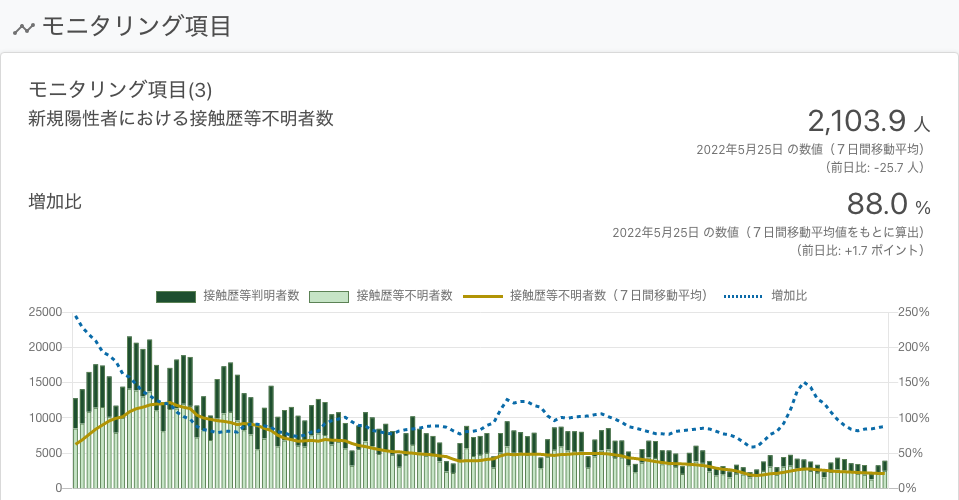 モニタリング項目
モニタリング項目(3)
新規陽性者における接触歴等不明者数
2,103.9 人
2022年5月25日 の数値（７日間移動平均）
（前日比: -25.7 人）
増加比
88.0 %
2022年5月25日 の数値（７日間移動平均値をもとに算出）
（前日比: +1.7 ポイント）
接触歴等判明者数 接触歴等不明者数 接触歴等不明者数（７日間移動平均） 増加比
25000 250%
20000 200%
15000 150%
10000 100%
5000 50%
0 0%